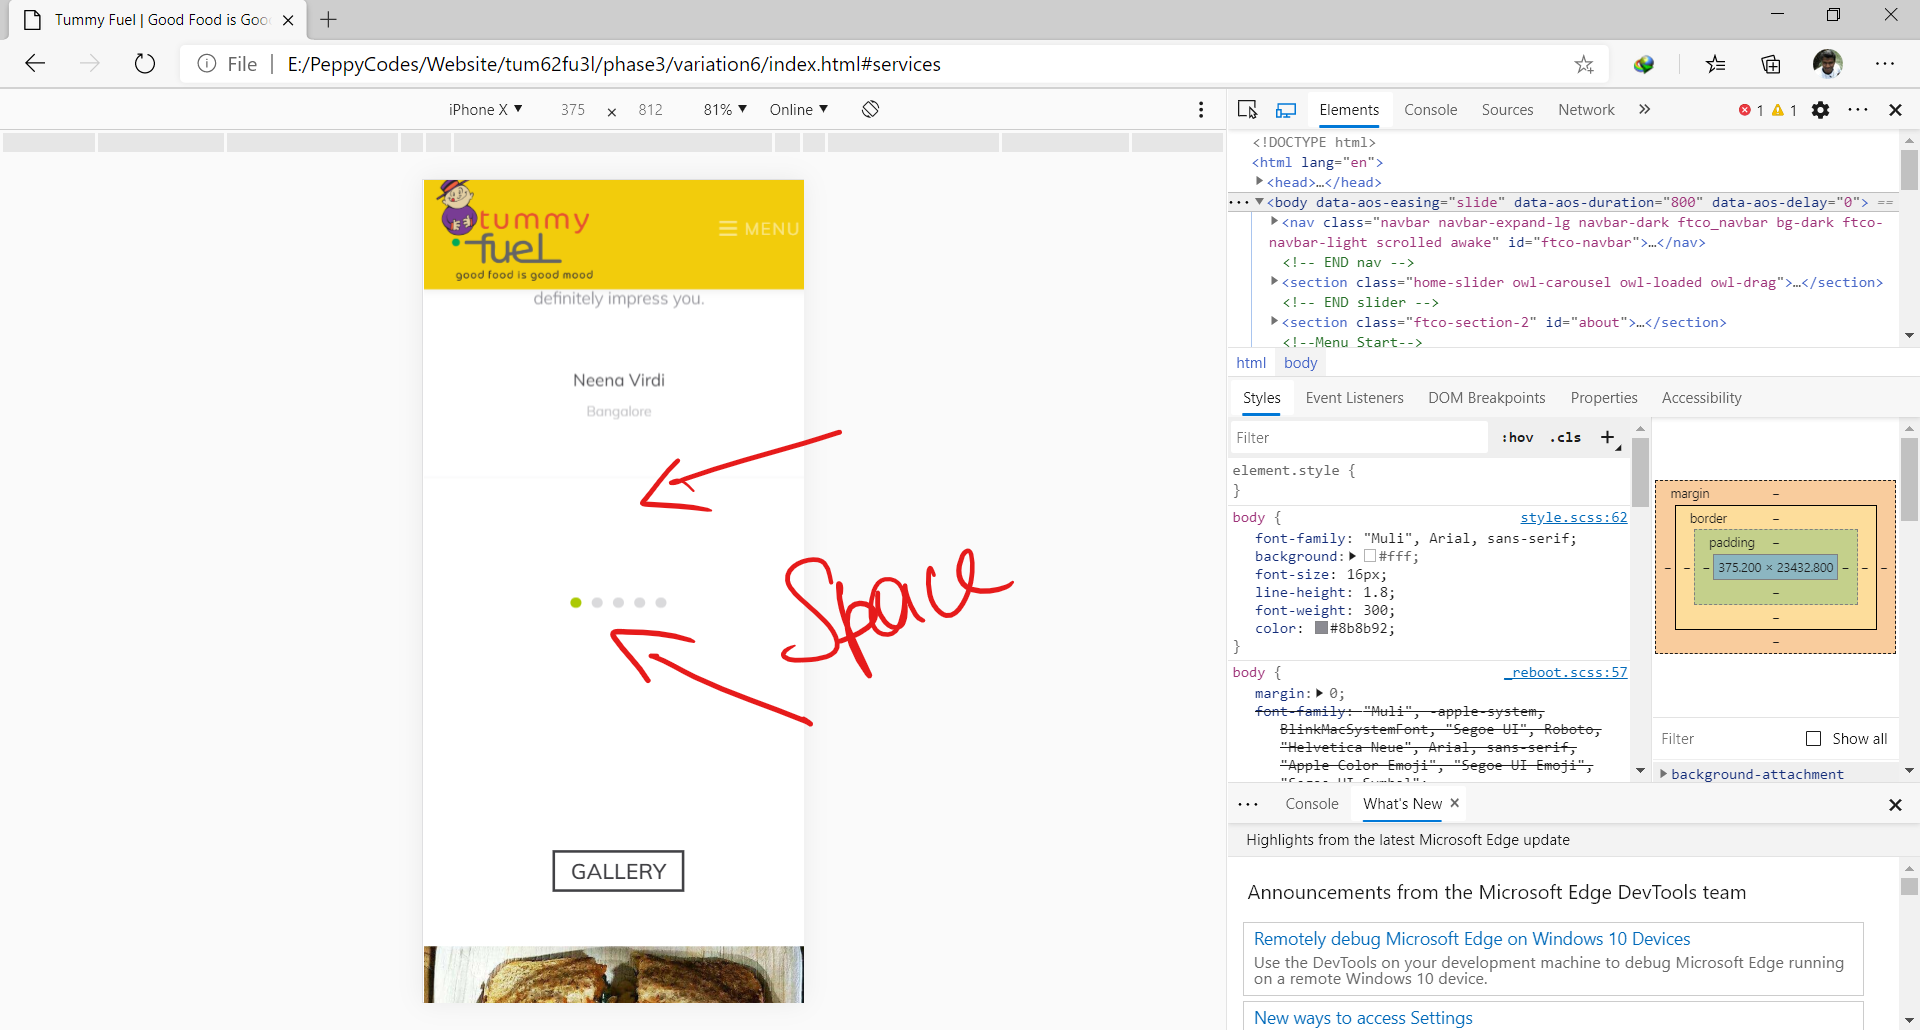 Tummy Fuel | Good Food is Goo
File | E:/PeppyCodes/Website/tum62fu3l/phase3/variation6/index.html#services
iPhone X ▼ 375 × 812 81% ▼ Online ▼
Elements Console Sources Network » 1 1
<!DOCTYPE html>
<html lang="en">
<head>…</head>
<body data-aos-easing="slide" data-aos-duration="800" data-aos-delay="0"> ==
<nav class="navbar navbar-expand-lg navbar-dark ftco_navbar bg-dark ftco-
navbar-light scrolled awake" id="ftco-navbar">…</nav>
<!-- END nav -->
<section class="home-slider owl-carousel owl-loaded owl-drag">…</section>
<!-- END slider -->
<section class="ftco-section-2" id="about">…</section>
<!--Menu Start-->
html body
tummy
fuel
good food is good mood
MENU
definitely impress you.
Neena Virdi
Bangalore
Space
GALLERY
Styles Event Listeners DOM Breakpoints Properties Accessibility
Filter :hov .cls +
element.style {
}
body { style.scss:62
font-family: "Muli", Arial, sans-serif;
background: #fff;
font-size: 16px;
line-height: 1.8;
font-weight: 300;
color: #8b8b92;
}
body { _reboot.scss:57
margin: 0;
font-family: "Muli", -apple-system,
BlinkMacSystemFont, "Segoe UI", Roboto,
"Helvetica Neue", Arial, sans-serif,
"Apple Color Emoji", "Segoe UI Emoji",
"Segoe UI Symbol";
margin –
border –
padding –
– – – 375.200 × 23432.800 – – –
–
–
–
Filter Show all
background-attachment
Console What's New ×
Highlights from the latest Microsoft Edge update
Announcements from the Microsoft Edge DevTools team
Remotely debug Microsoft Edge on Windows 10 Devices
Use the DevTools on your development machine to debug Microsoft Edge running
on a remote Windows 10 device.
New ways to access Settings